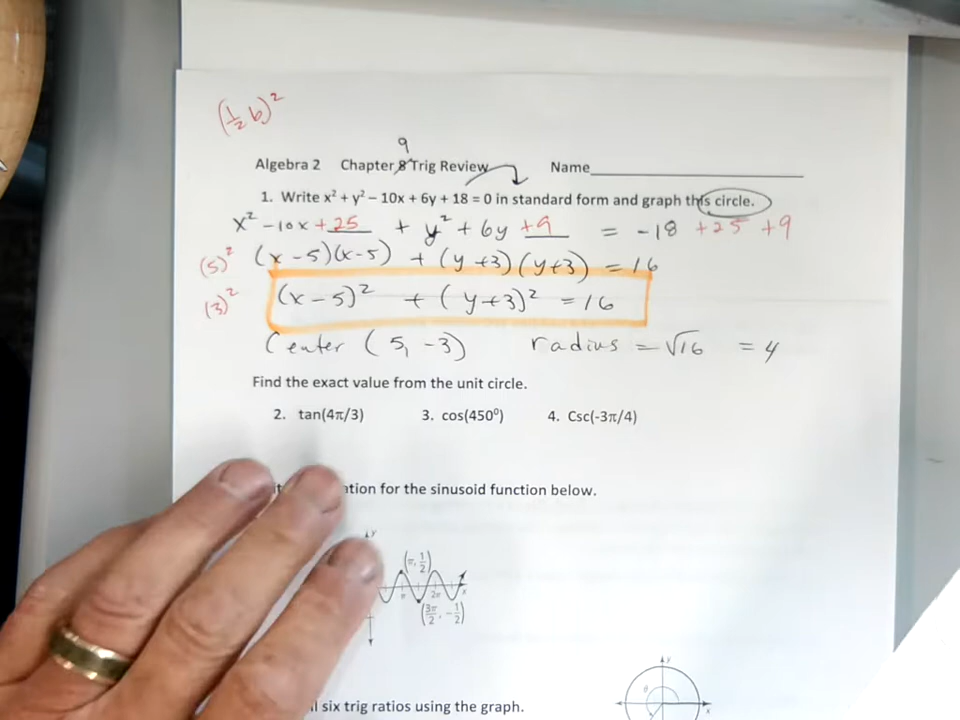 (½ b)²
9
Algebra 2 Chapter 8 Trig Review Name
1. Write x² + y² – 10x + 6y + 18 = 0 in standard form and graph this circle.
x² - 10x + 25 + y² + 6y + 9 = -18 + 25 + 9
(5)² (x - 5)(x - 5) + (y + 3)(y + 3) = 16
(3)² (x - 5)² + (y + 3)² = 16
Center (5, -3) radius = √16 = 4
Find the exact value from the unit circle.
2. tan(4π/3) 3. cos(450⁰) 4. Csc(-3π/4)
for the sinusoid function below.
y
(π, 1/2)
π 2π x
(3π/2, -1/2)
y
θ
x
six trig ratios using the graph.